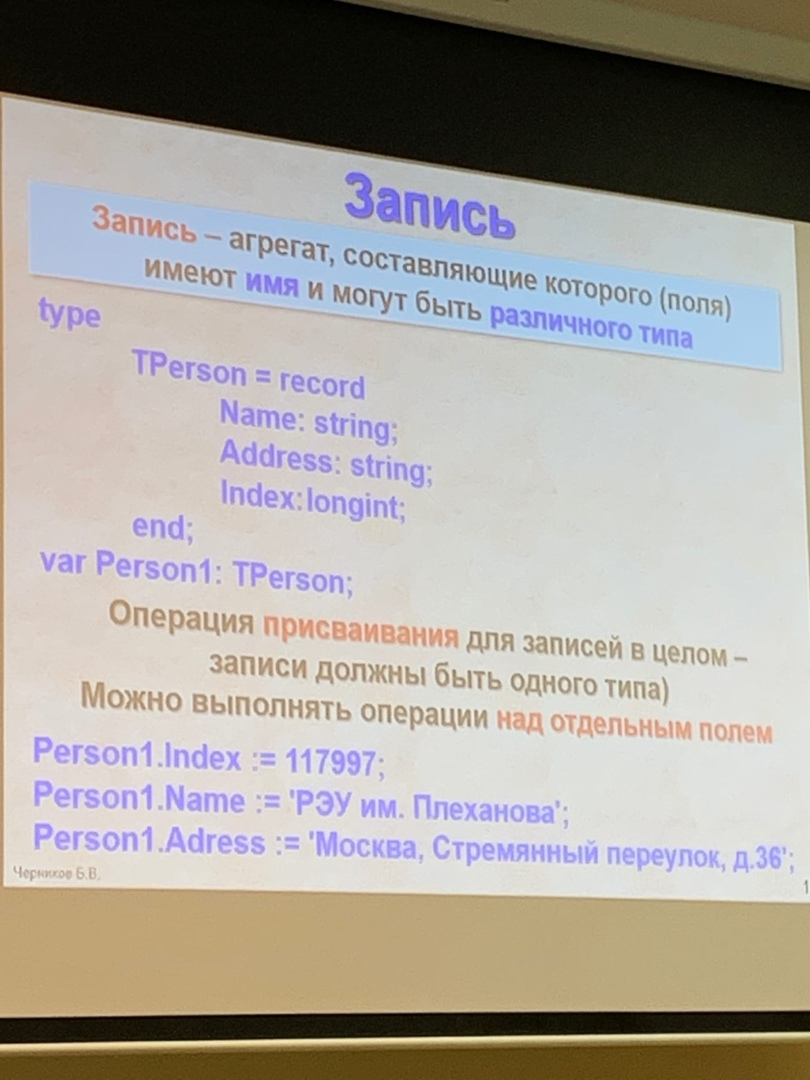 Запись
Запись – агрегат, составляющие которого (поля)
имеют имя и могут быть различного типа
type
TPerson = record
Name: string;
Address: string;
Index:longint;
end;
var Person1: TPerson;
Операция присваивания для записей в целом –
записи должны быть одного типа)
Можно выполнять операции над отдельным полем
Person1.Index := 117997;
Person1.Name := 'РЭУ им. Плеханова';
Person1.Adress := 'Москва, Стремянный переулок, д.36';
Черников Б.В.
1